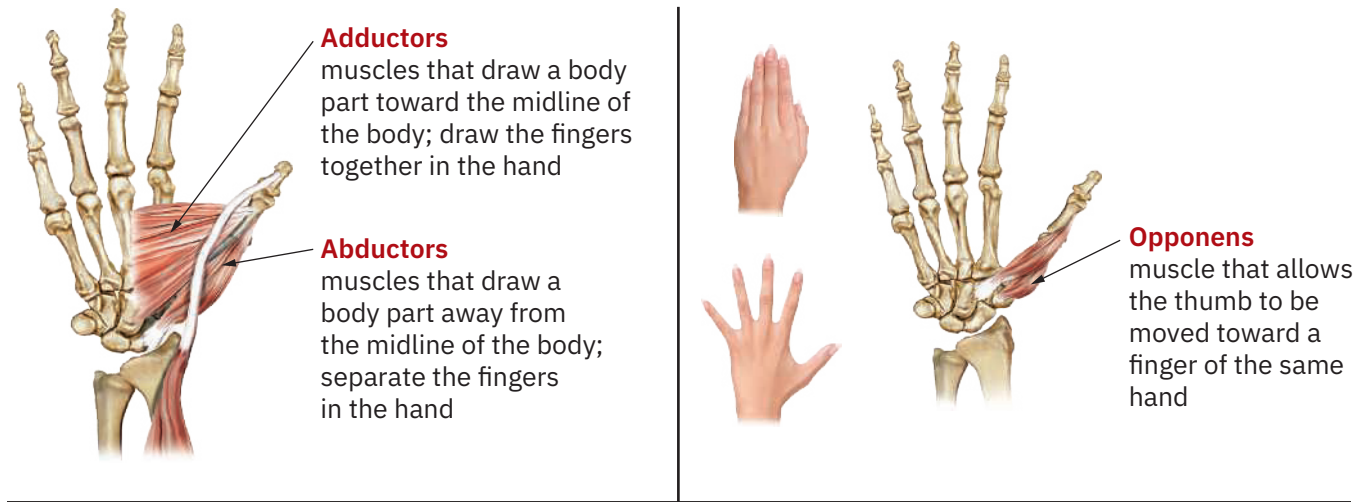 Adductors
muscles that draw a body
part toward the midline of
the body; draw the fingers
together in the hand
Abductors
muscles that draw a
body part away from
the midline of the body;
separate the fingers
in the hand
Opponens
muscle that allows
the thumb to be
moved toward a
finger of the same
hand